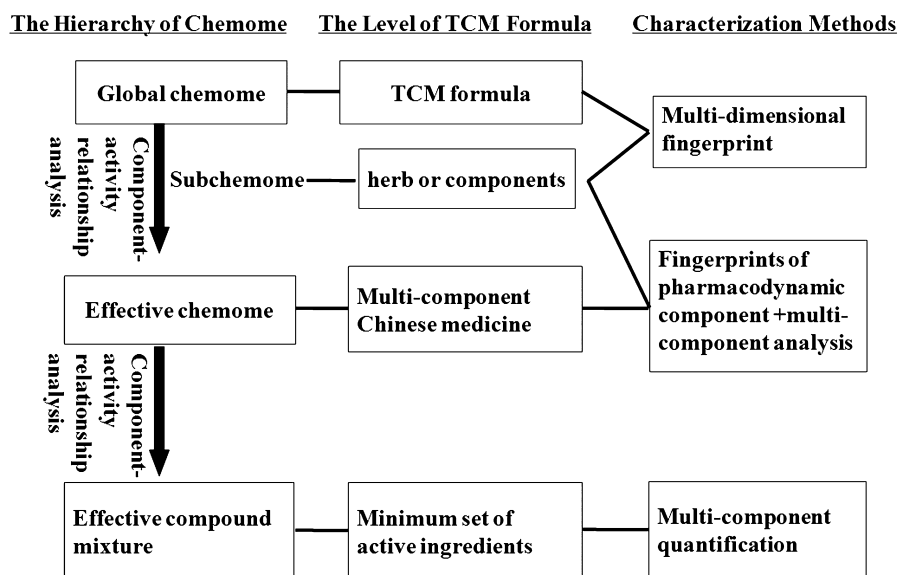 The Hierarchy of Chemome
The Level of TCM Formula
Characterization Methods
Global chemome
TCM formula
Multi-dimensional
fingerprint
Component-
activity
relationship
analysis
Subchemome
herb or components
Effective chemome
Multi-component
Chinese medicine
Fingerprints of
pharmacodynamic
component +multi-
component analysis
Component-
activity
relationship
analysis
Effective compound
mixture
Minimum set of
active ingredients
Multi-component
quantification